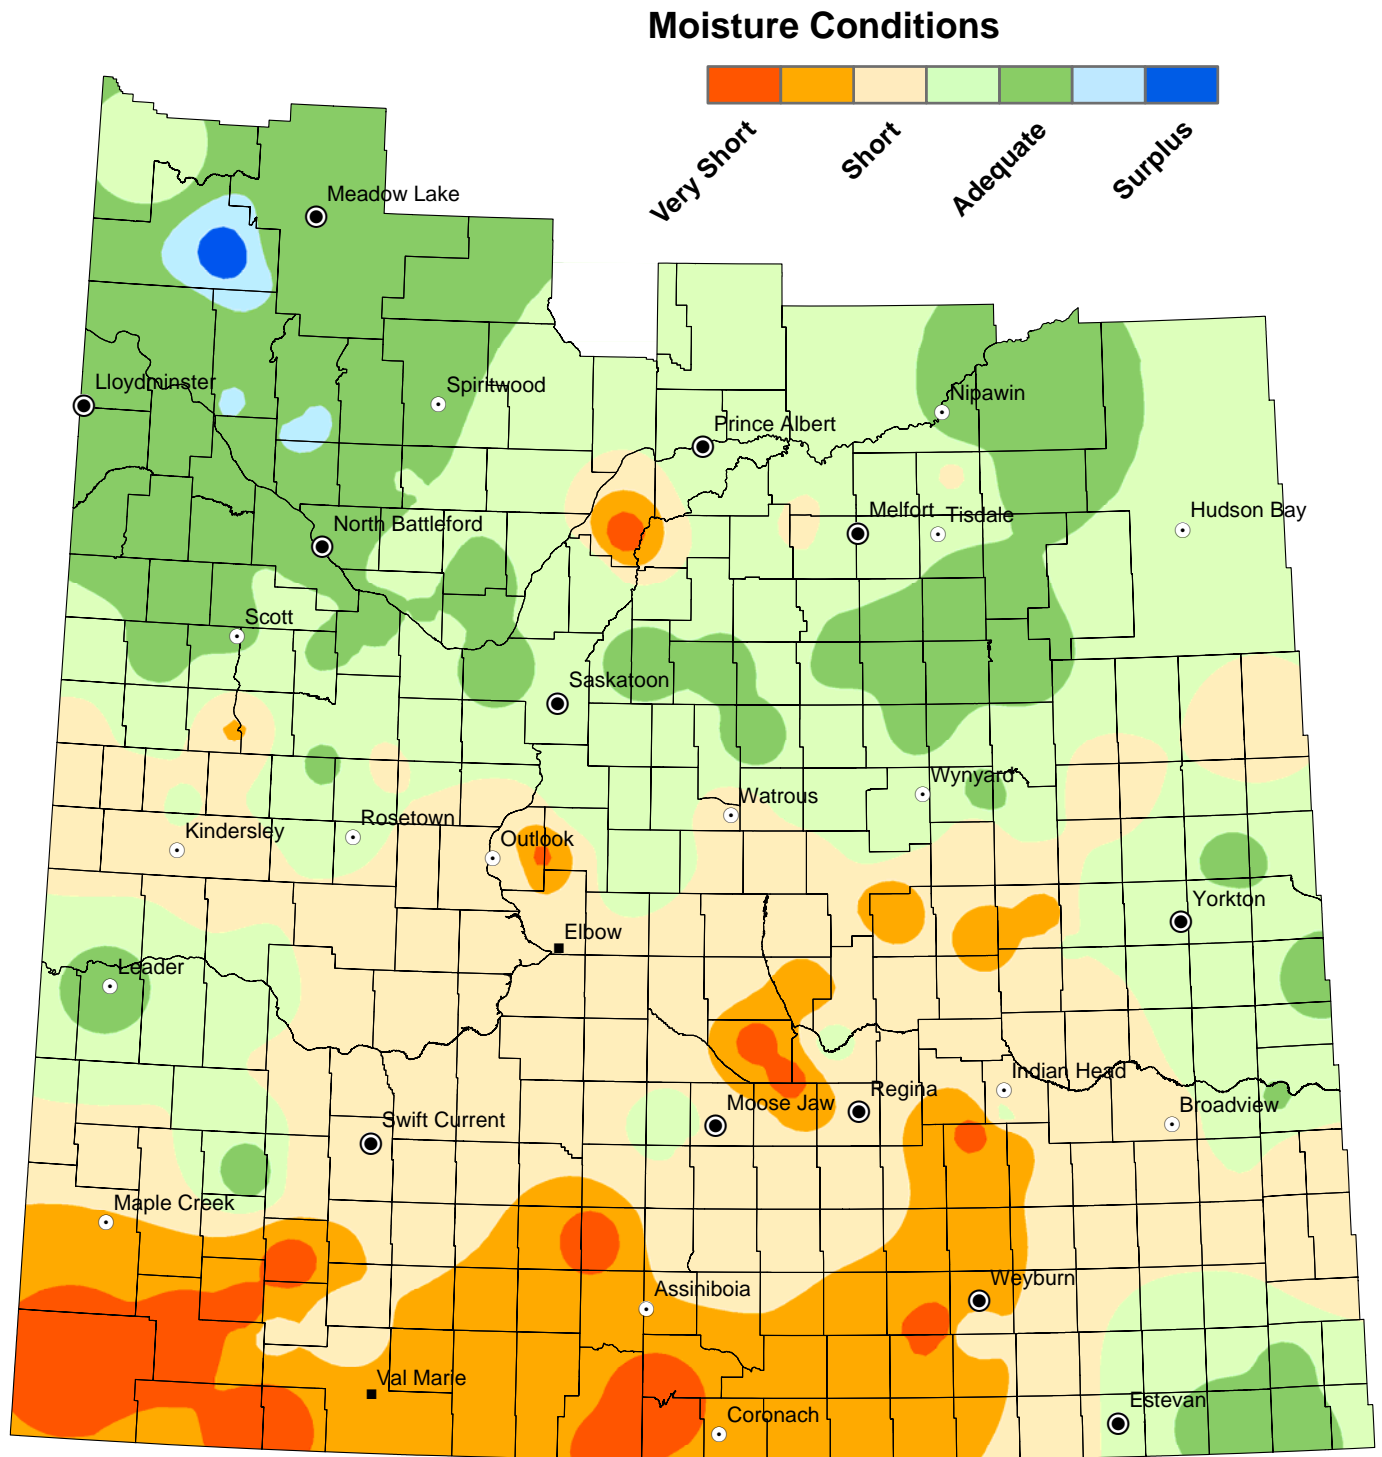 Moisture Conditions
Very Short
Short
Adequate
Surplus
Meadow Lake
Lloydminster
Spiritwood
Nipawin
Prince Albert
North Battleford
Melfort
Tisdale
Hudson Bay
Scott
Saskatoon
Wynyard
Watrous
Rosetown
Kindersley
Outlook
Yorkton
Elbow
Leader
Indian Head
Regina
Moose Jaw
Broadview
Swift Current
Maple Creek
Weyburn
Assiniboia
Val Marie
Estevan
Coronach